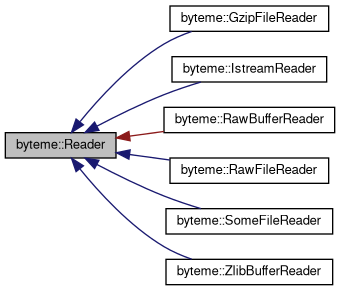 byteme::GzipFileReader
byteme::IstreamReader
byteme::RawBufferReader
byteme::Reader
byteme::RawFileReader
byteme::SomeFileReader
byteme::ZlibBufferReader